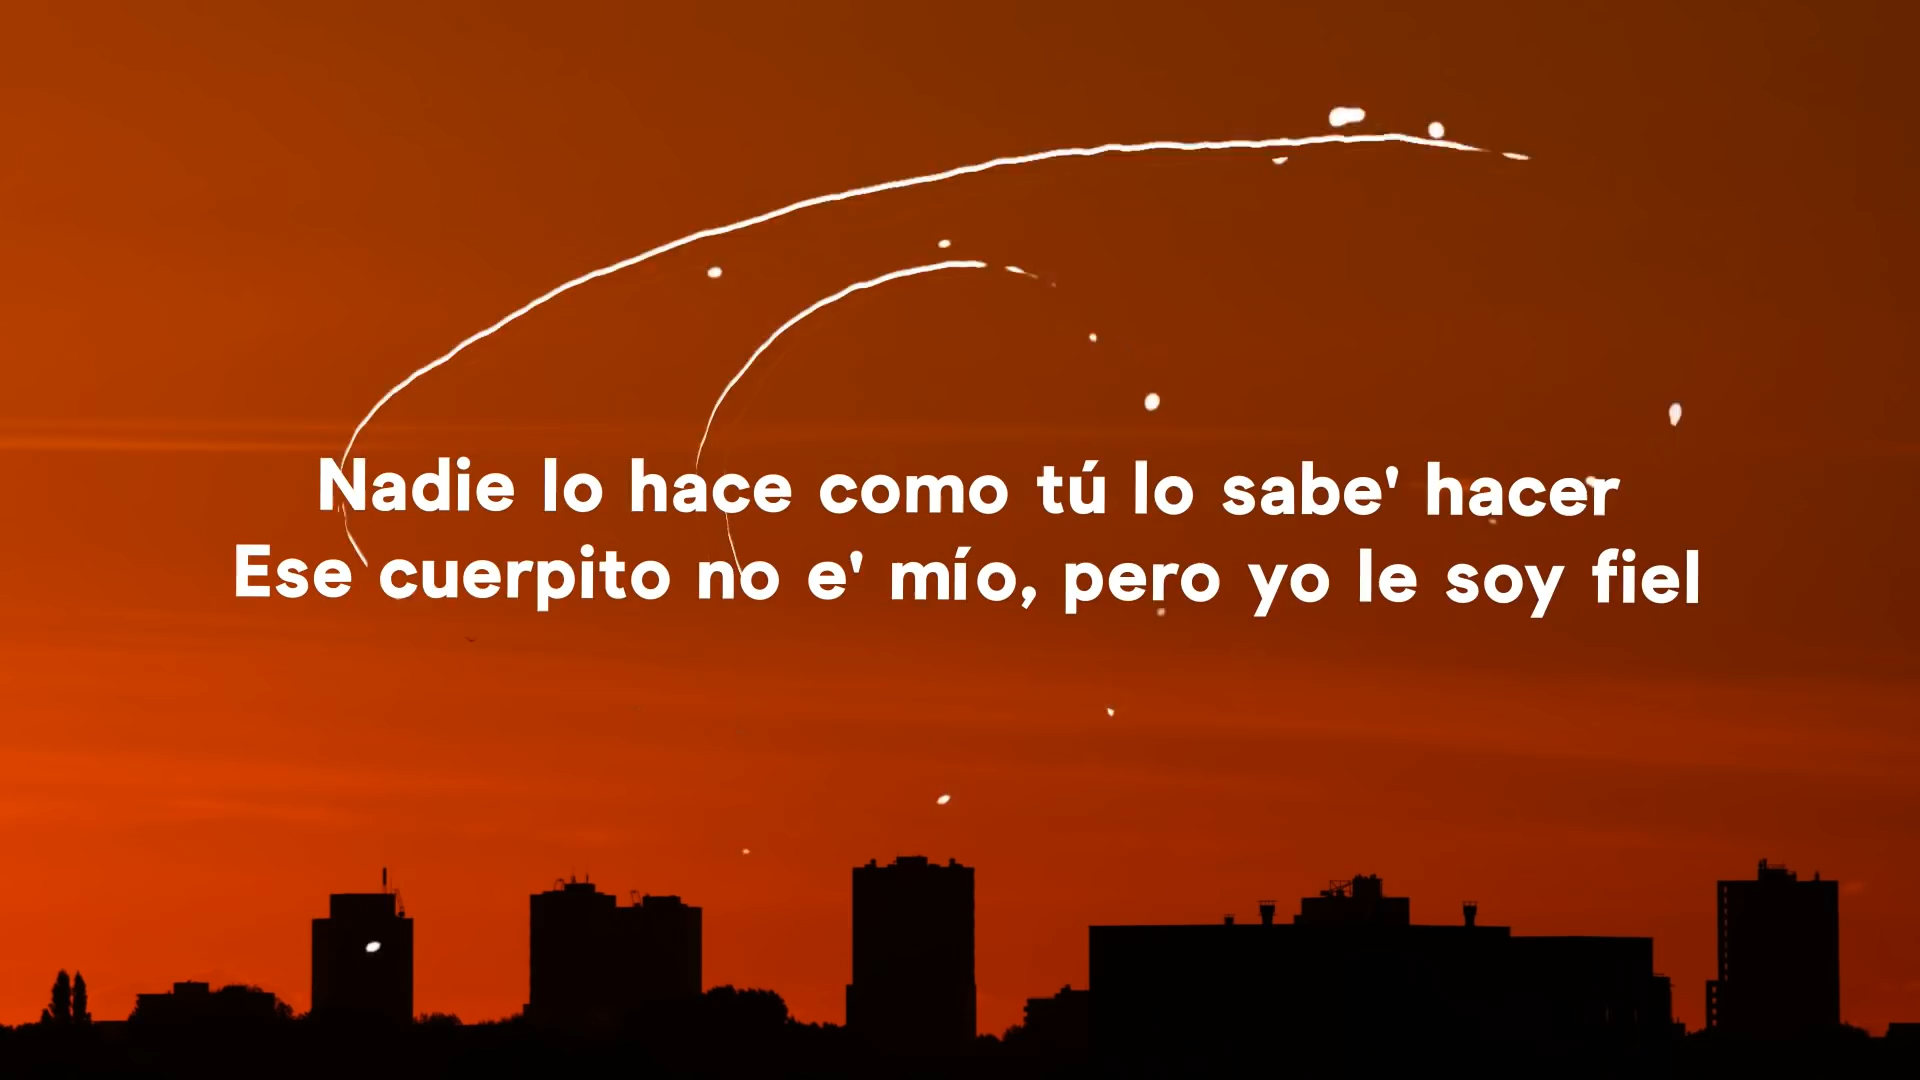 Nadie lo hace como tú lo sabe' hacer
Ese cuerpito no e' mío, pero yo le soy fiel